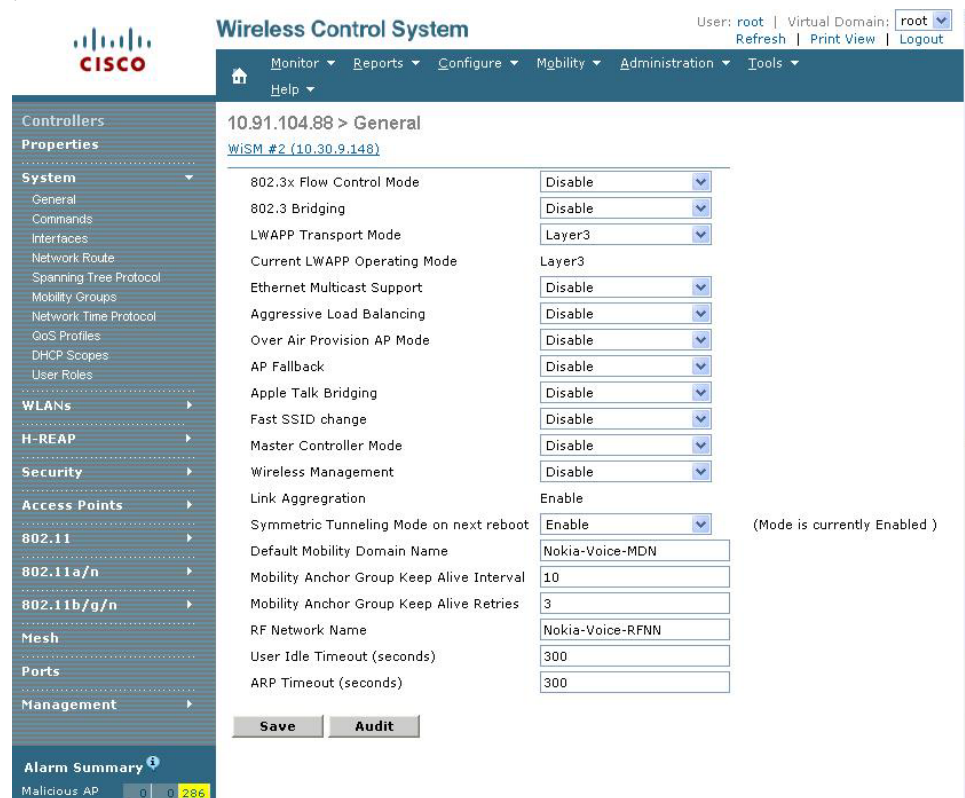 CISCO
Wireless Control System
User: root | Virtual Domain: root
Refresh | Print View | Logout
Monitor Reports Configure Mobility Administration Tools
Help
Controllers
Properties
System
General
Commands
Interfaces
Network Route
Spanning Tree Protocol
Mobility Groups
Network Time Protocol
QoS Profiles
DHCP Scopes
User Roles
WLANs
H-REAP
Security
Access Points
802.11
802.11a/n
802.11b/g/n
Mesh
Ports
Management
Alarm Summary
Malicious AP 0 0 286
10.91.104.88 > General
WiSM #2 (10.30.9.148)
802.3x Flow Control Mode Disable
802.3 Bridging Disable
LWAPP Transport Mode Layer3
Current LWAPP Operating Mode Layer3
Ethernet Multicast Support Disable
Aggressive Load Balancing Disable
Over Air Provision AP Mode Disable
AP Fallback Disable
Apple Talk Bridging Disable
Fast SSID change Disable
Master Controller Mode Disable
Wireless Management Disable
Link Aggregration Enable
Symmetric Tunneling Mode on next reboot Enable (Mode is currently Enabled )
Default Mobility Domain Name Nokia-Voice-MDN
Mobility Anchor Group Keep Alive Interval 10
Mobility Anchor Group Keep Alive Retries 3
RF Network Name Nokia-Voice-RFNN
User Idle Timeout (seconds) 300
ARP Timeout (seconds) 300
Save Audit